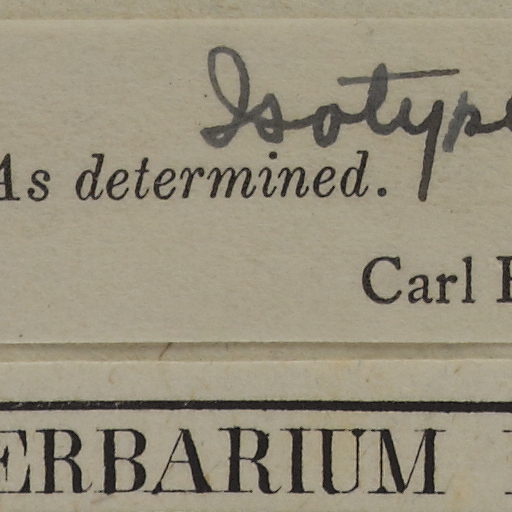 Isotype
As determined.
Carl
ERBARIUM